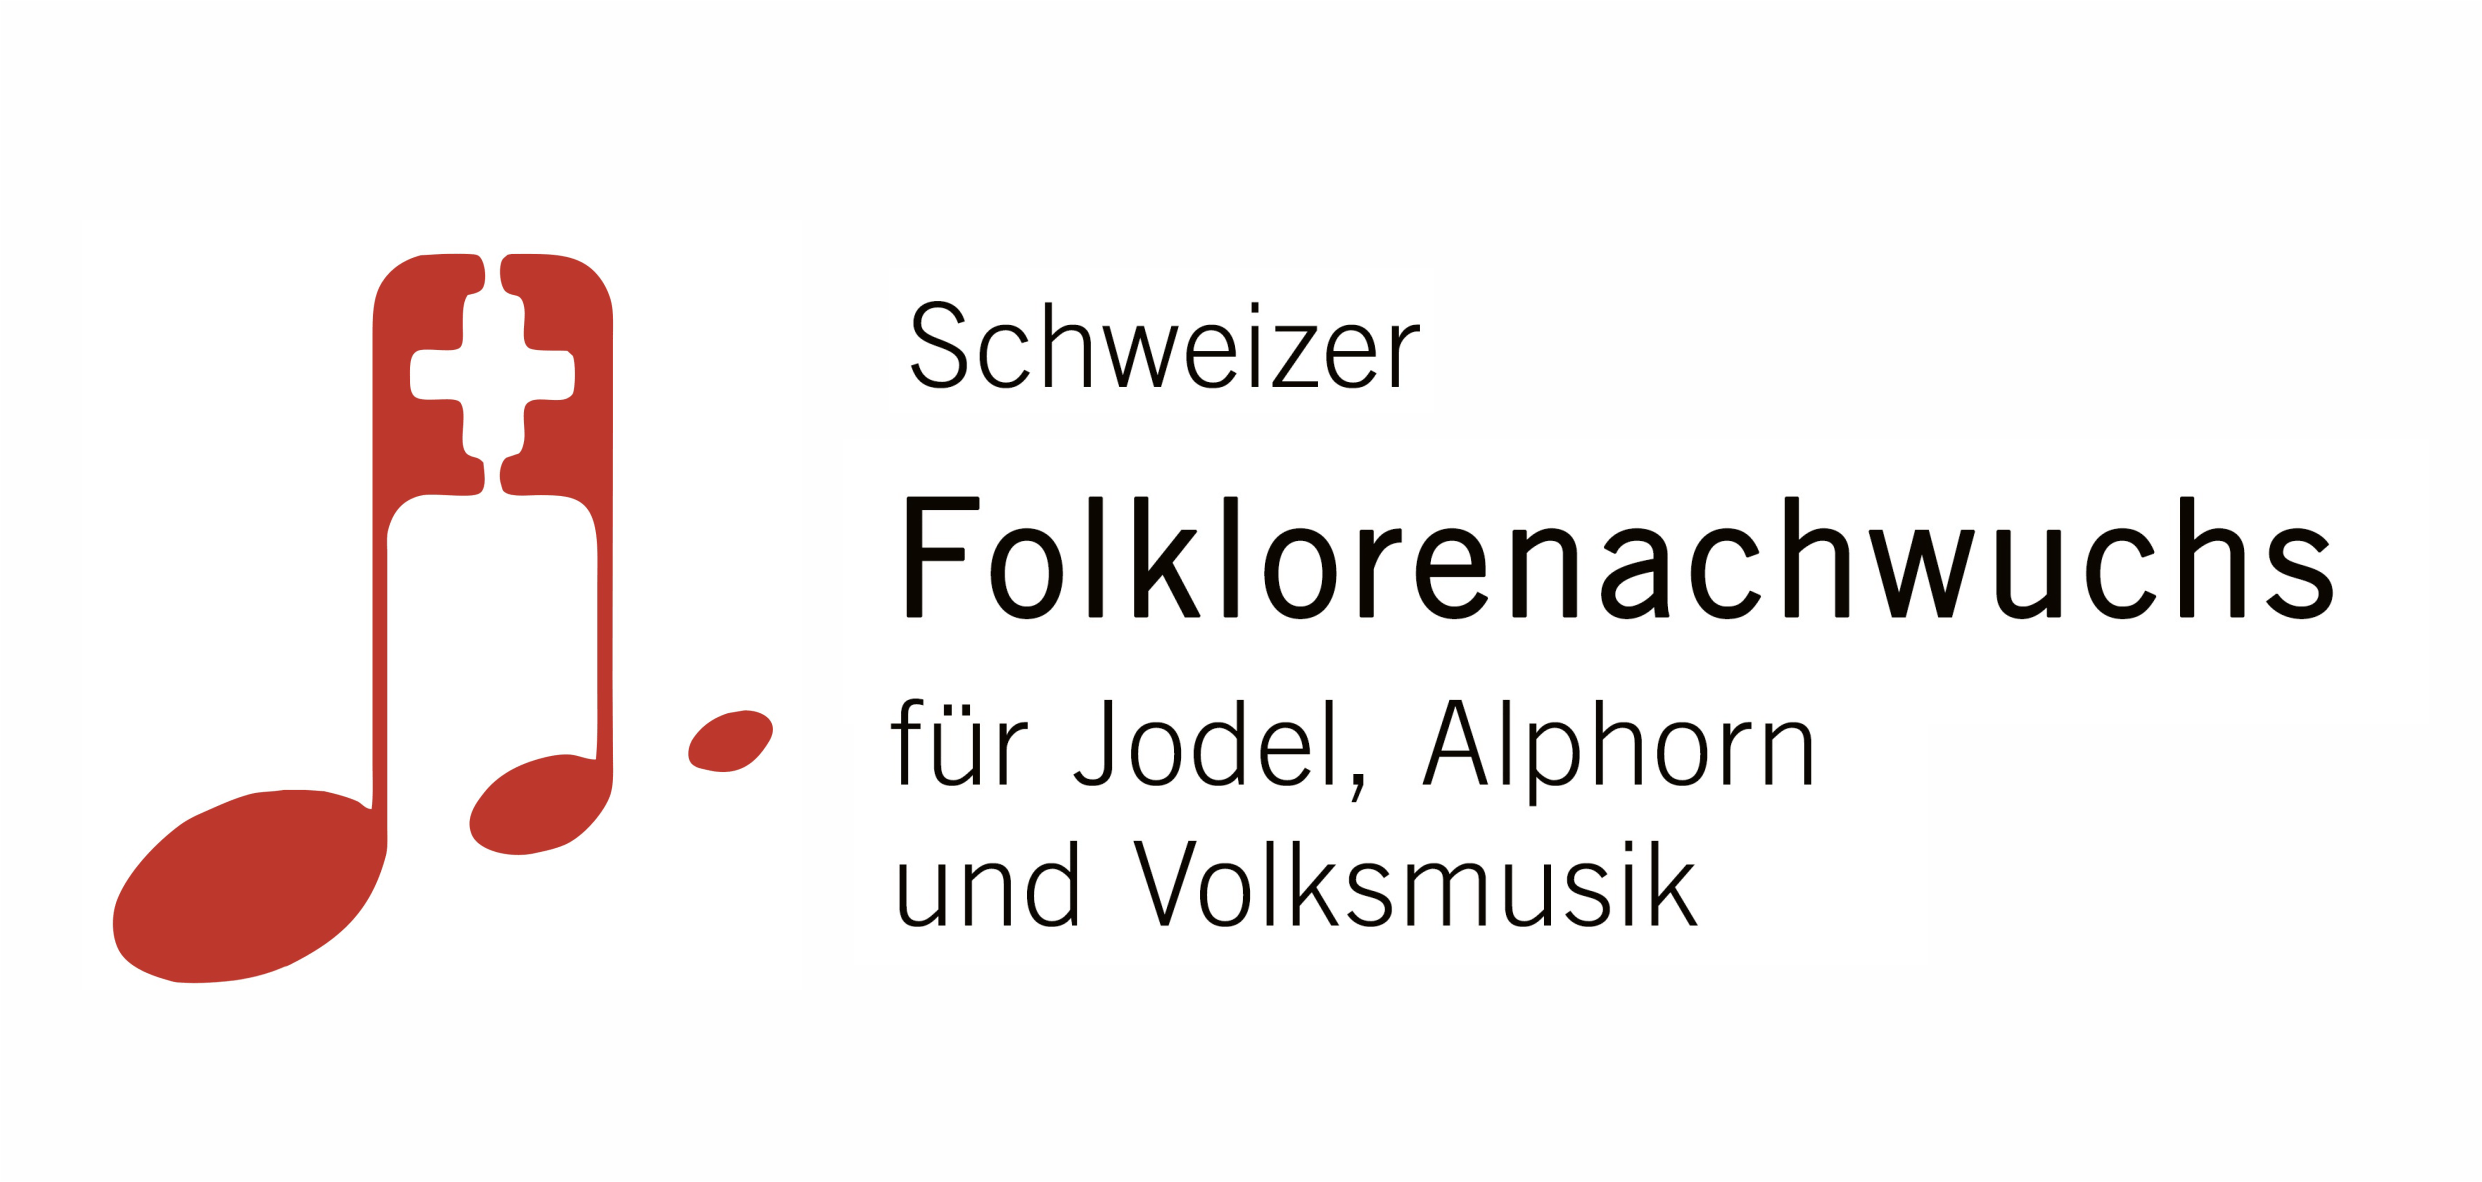 Schweizer
Folklorenachwuchs
für Jodel, Alphorn
und Volksmusik